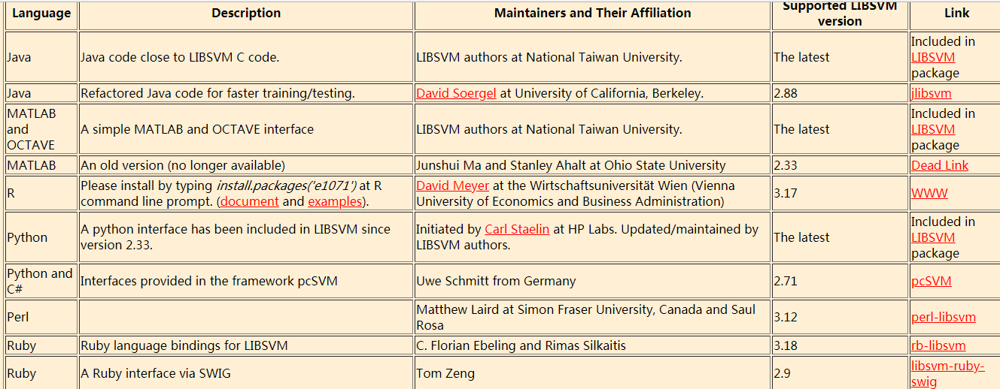 Language Description Maintainers and Their Affiliation Supported LIBSVM version Link
Java Java code close to LIBSVM C code. LIBSVM authors at National Taiwan University. The latest Included in LIBSVM package
Java Refactored Java code for faster training/testing. David Soergel at University of California, Berkeley. 2.88 jlibsvm
MATLAB and OCTAVE A simple MATLAB and OCTAVE interface LIBSVM authors at National Taiwan University. The latest Included in LIBSVM package
MATLAB An old version (no longer available) Junshui Ma and Stanley Ahalt at Ohio State University 2.33 Dead Link
R Please install by typing install.packages('e1071') at R command line prompt. (document and examples). David Meyer at the Wirtschaftsuniversität Wien (Vienna University of Economics and Business Administration) 3.17 WWW
Python A python interface has been included in LIBSVM since version 2.33. Initiated by Carl Staelin at HP Labs. Updated/maintained by LIBSVM authors. The latest Included in LIBSVM package
Python and C# Interfaces provided in the framework pcSVM Uwe Schmitt from Germany 2.71 pcSVM
Perl Matthew Laird at Simon Fraser University, Canada and Saul Rosa 3.12 perl-libsvm
Ruby Ruby language bindings for LIBSVM C. Florian Ebeling and Rimas Silkaitis 3.18 rb-libsvm
Ruby A Ruby interface via SWIG Tom Zeng 2.9 libsvm-ruby-swig